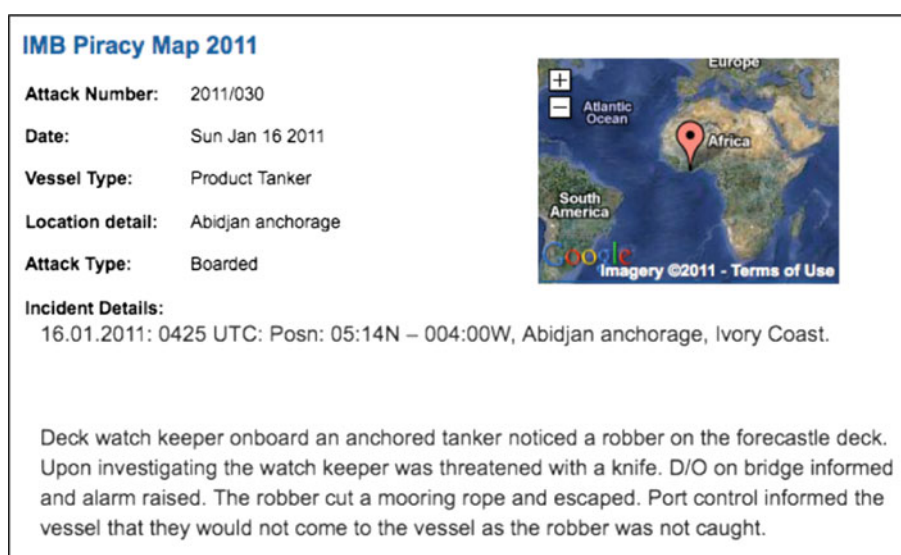 IMB Piracy Map 2011
Attack Number: 2011/030
Date: Sun Jan 16 2011
Vessel Type: Product Tanker
Location detail: Abidjan anchorage
Attack Type: Boarded
Europe
+
−
Atlantic
Ocean
Africa
South
America
Google
Imagery ©2011 - Terms of Use
Incident Details:
16.01.2011: 0425 UTC: Posn: 05:14N – 004:00W, Abidjan anchorage, Ivory Coast.
Deck watch keeper onboard an anchored tanker noticed a robber on the forecastle deck.
Upon investigating the watch keeper was threatened with a knife. D/O on bridge informed
and alarm raised. The robber cut a mooring rope and escaped. Port control informed the
vessel that they would not come to the vessel as the robber was not caught.